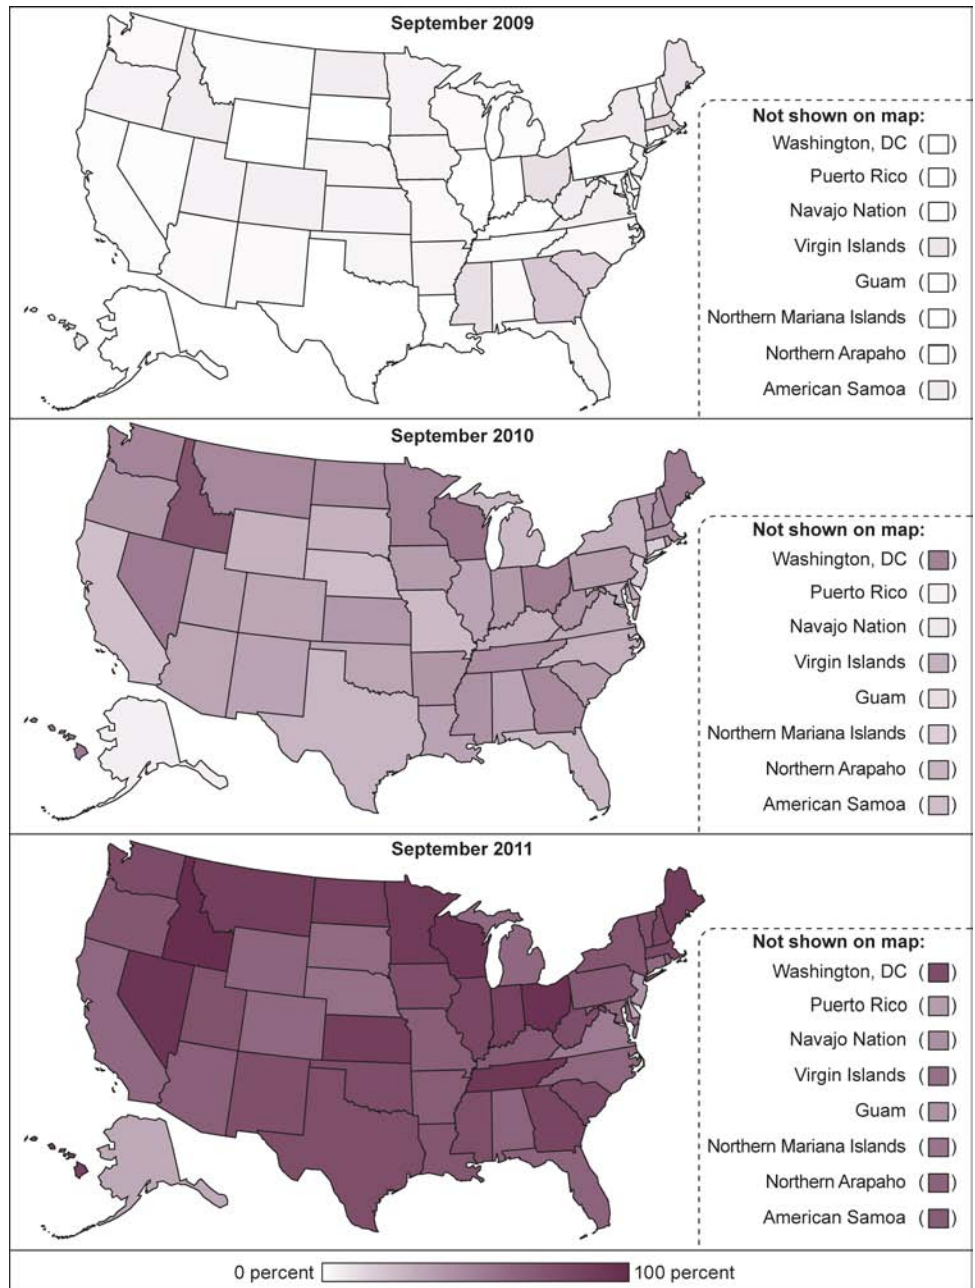 September 2009
Not shown on map:
Washington, DC ( )
Puerto Rico ( )
Navajo Nation ( )
Virgin Islands ( )
Guam ( )
Northern Mariana Islands ( )
Northern Arapaho ( )
American Samoa ( )
September 2010
Not shown on map:
Washington, DC ( )
Puerto Rico ( )
Navajo Nation ( )
Virgin Islands ( )
Guam ( )
Northern Mariana Islands ( )
Northern Arapaho ( )
American Samoa ( )
September 2011
Not shown on map:
Washington, DC ( )
Puerto Rico ( )
Navajo Nation ( )
Virgin Islands ( )
Guam ( )
Northern Mariana Islands ( )
Northern Arapaho ( )
American Samoa ( )
0 percent 100 percent